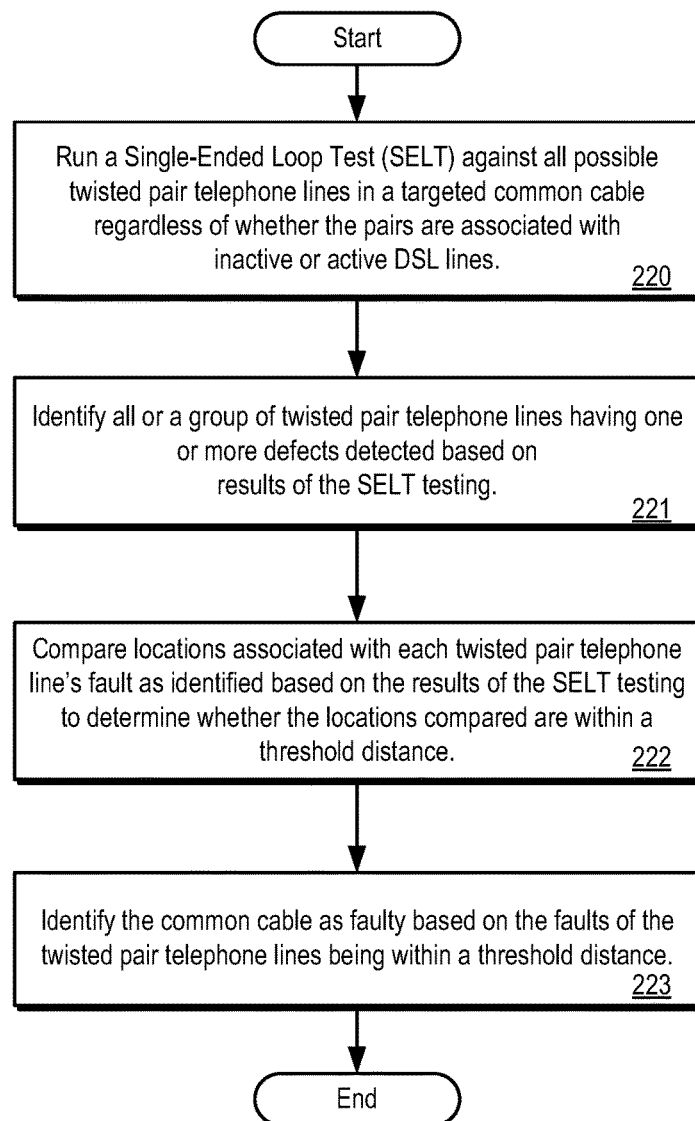 Start
Run a Single-Ended Loop Test (SELT) against all possible
twisted pair telephone lines in a targeted common cable
regardless of whether the pairs are associated with
inactive or active DSL lines.
220
Identify all or a group of twisted pair telephone lines having one
or more defects detected based on
results of the SELT testing.
221
Compare locations associated with each twisted pair telephone
line's fault as identified based on the results of the SELT testing
to determine whether the locations compared are within a
threshold distance.
222
Identify the common cable as faulty based on the faults of the
twisted pair telephone lines being within a threshold distance.
223
End